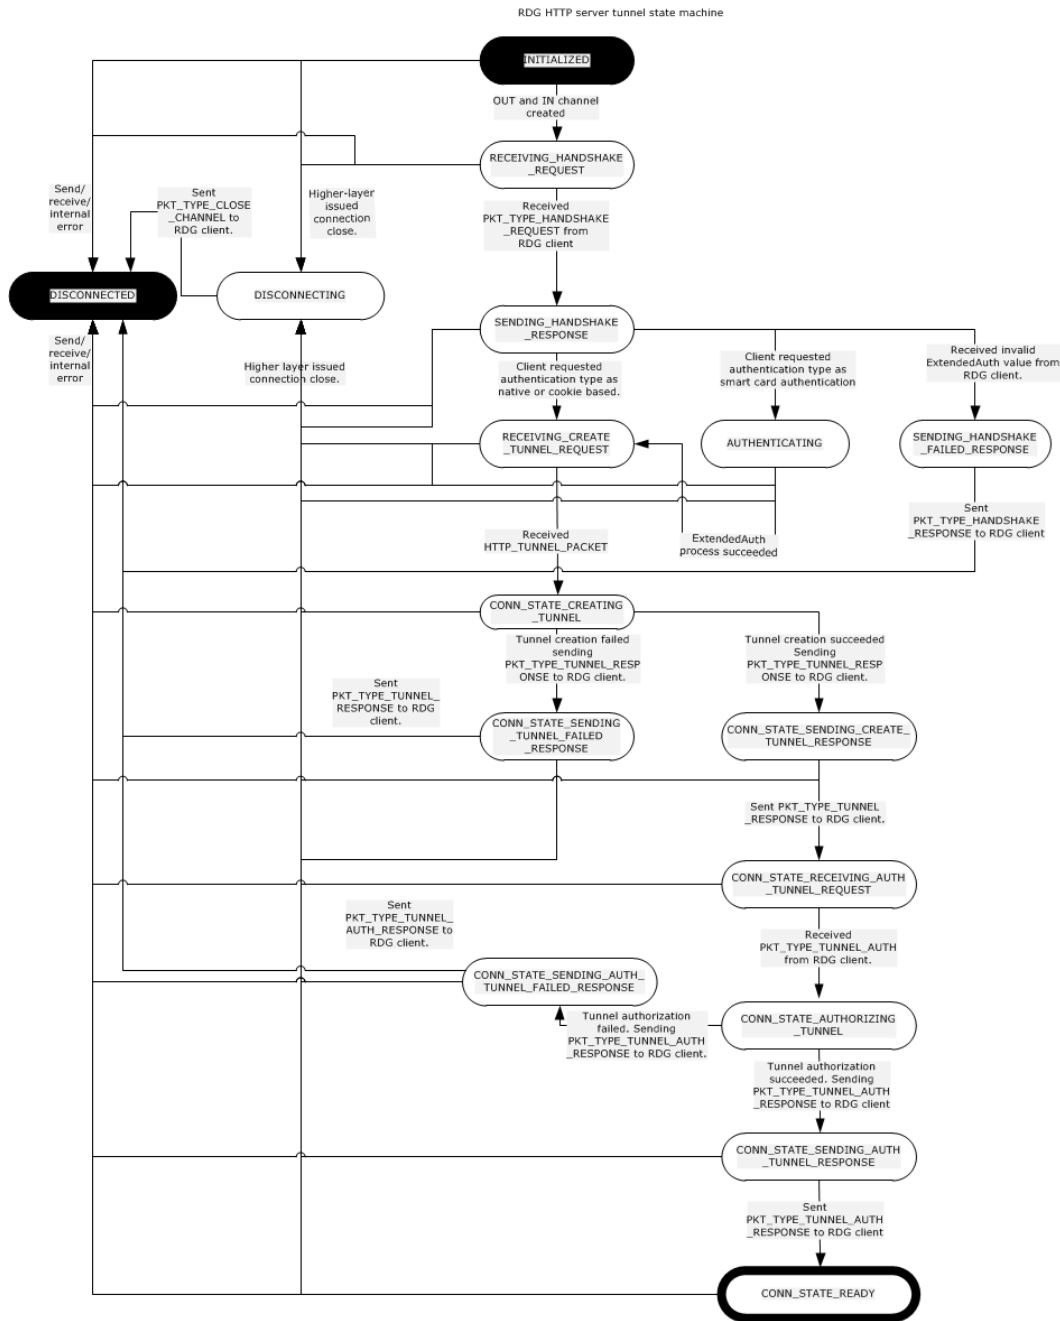 RDG HTTP server tunnel state machine
INITIALIZED
OUT and IN channel
created
RECEIVING_HANDSHAKE
_REQUEST
Send/
receive/
internal
error
Sent
PKT_TYPE_CLOSE
_CHANNEL to
RDG client.
Higher-layer
issued
connection
close.
Received
PKT_TYPE_HANDSHAKE
_REQUEST from
RDG client
DISCONNECTED
DISCONNECTING
SENDING_HANDSHAKE
_RESPONSE
Send/
receive/
internal
error
Higher layer issued
connection close.
Client requested
authentication type as
native or cookie based.
Client requested
authentication type as
smart card authentication
Received invalid
ExtendedAuth value from
RDG client.
RECEIVING_CREATE
_TUNNEL_REQUEST
AUTHENTICATING
SENDING_HANDSHAKE
_FAILED_RESPONSE
Received
HTTP_TUNNEL_PACKET
ExtendedAuth
process succeeded
Sent
PKT_TYPE_HANDSHAKE
_RESPONSE to RDG client
CONN_STATE_CREATING
_TUNNEL
Tunnel creation failed
sending
PKT_TYPE_TUNNEL_RESP
ONSE to RDG client.
Tunnel creation succeeded
Sending
PKT_TYPE_TUNNEL_RESP
ONSE to RDG client.
Sent
PKT_TYPE_TUNNEL_
RESPONSE to RDG
client.
CONN_STATE_SENDING
_TUNNEL_FAILED
_RESPONSE
CONN_STATE_SENDING_CREATE_
TUNNEL_RESPONSE
Sent PKT_TYPE_TUNNEL
_RESPONSE to RDG client.
CONN_STATE_RECEIVING_AUTH
_TUNNEL_REQUEST
Sent
PKT_TYPE_TUNNEL_
AUTH_RESPONSE to
RDG client.
Received
PKT_TYPE_TUNNEL_AUTH
from RDG client.
CONN_STATE_SENDING_AUTH_
TUNNEL_FAILED_RESPONSE
CONN_STATE_AUTHORIZING
_TUNNEL
Tunnel authorization
failed. Sending
PKT_TYPE_TUNNEL_AUTH
_RESPONSE to RDG client.
Tunnel authorization
succeeded. Sending
PKT_TYPE_TUNNEL_AUTH
_RESPONSE to RDG client
CONN_STATE_SENDING_AUTH
_TUNNEL_RESPONSE
Sent
PKT_TYPE_TUNNEL_AUTH
_RESPONSE to RDG client
CONN_STATE_READY